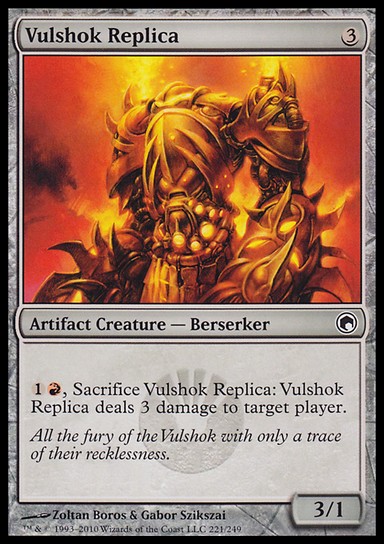 Vulshok Replica 3
Artifact Creature — Berserker
1 R, Sacrifice Vulshok Replica: Vulshok
Replica deals 3 damage to target player.
All the fury of the Vulshok with only a trace
of their recklessness.
Zoltan Boros & Gabor Szikszai
™ & © 1993–2010 Wizards of the Coast LLC 221/249
3/1